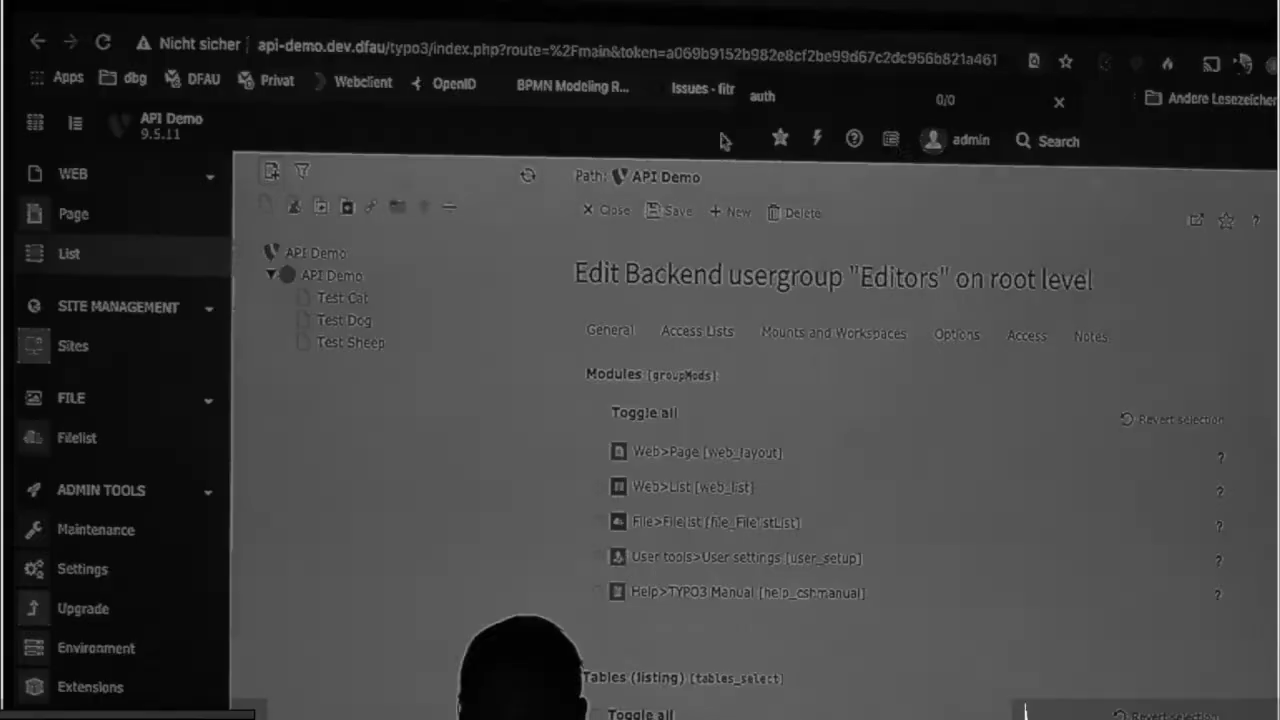 Nicht sicher
api-demo.dev.dfau/typo3/index.php?route=%2Fmain&token=a069b9152b982e8cf2be99d67c2dc956b821a461
Apps
dbg
DFAU
Privat
Webclient
OpenID
BPMN Modeling R...
Issues - fitr
auth
0/0
Andere Lesezeichen
API Demo
9.5.11
admin
Search
WEB
Page
List
SITE MANAGEMENT
Sites
FILE
Filelist
ADMIN TOOLS
Maintenance
Settings
Upgrade
Environment
Extensions
API Demo
API Demo
Test Cat
Test Dog
Test Sheep
Path: API Demo
Close Save New Delete
Edit Backend usergroup "Editors" on root level
General Access Lists Mounts and Workspaces Options Access Notes
Modules [groupMods]
Toggle all
Revert selection
Web>Page [web_layout]
?
Web>List [web_list]
?
File>Filelist [file_FilelistList]
?
User tools>User settings [user_setup]
?
Help>TYPO3 Manual [help_cshmanual]
?
Tables (listing) [tables_select]
Toggle all
Revert selection